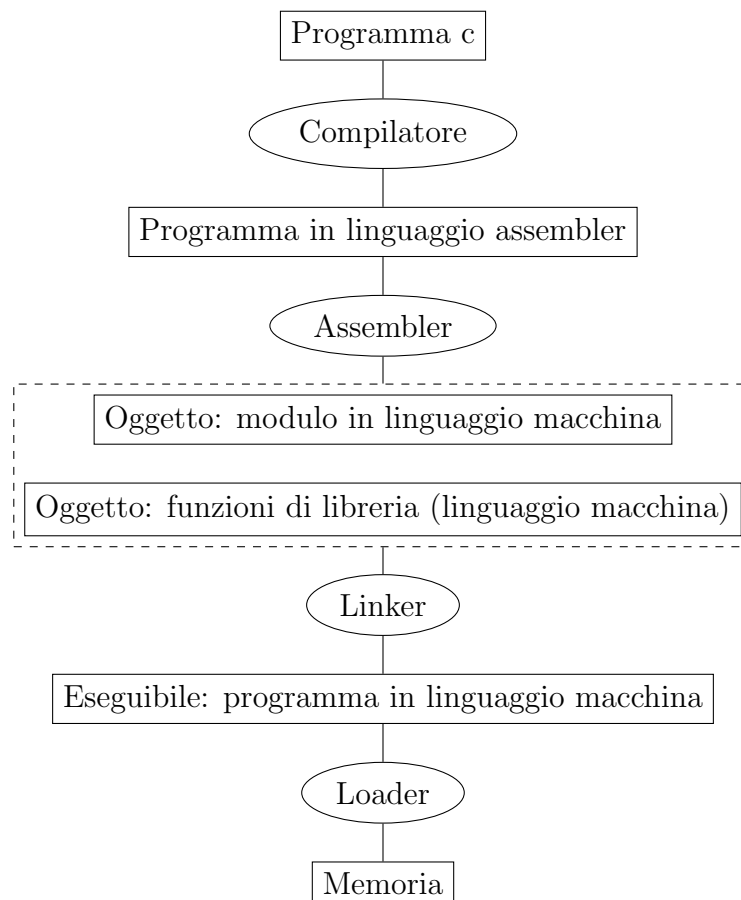 Programma c
Compilatore
Programma in linguaggio assembler
Assembler
Oggetto: modulo in linguaggio macchina
Oggetto: funzioni di libreria (linguaggio macchina)
Linker
Eseguibile: programma in linguaggio macchina
Loader
Memoria